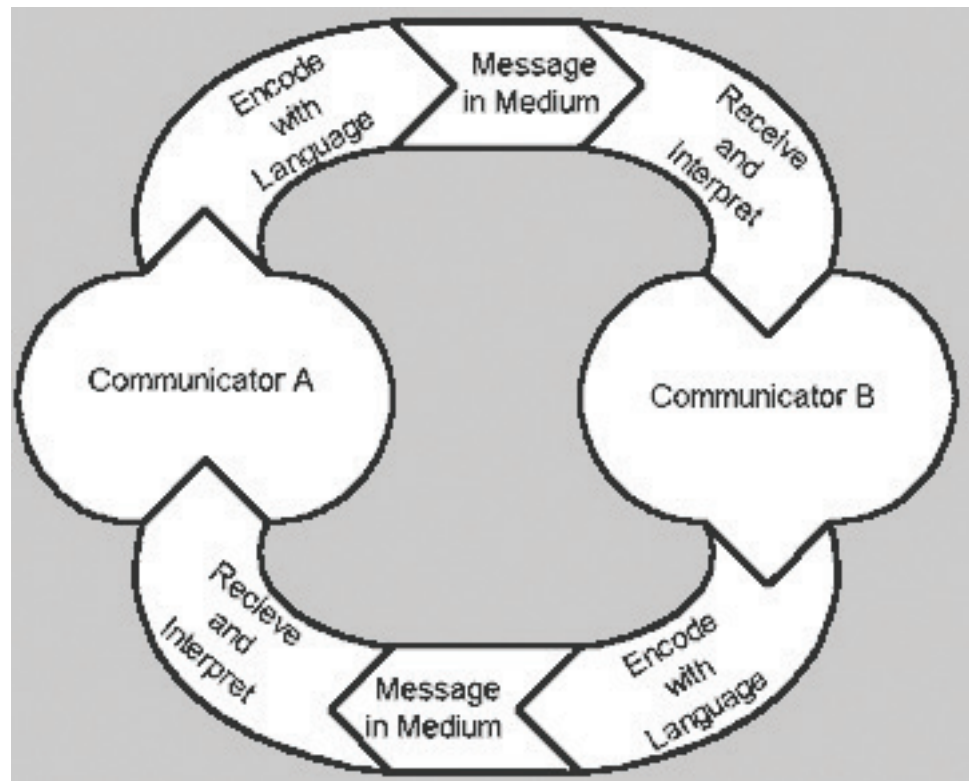 Encode
with
Language
Message
in Medium
Receive
and
Interpret
Communicator A
Communicator B
Recieve
and
Interpret
Message
in Medium
Encode
with
Language